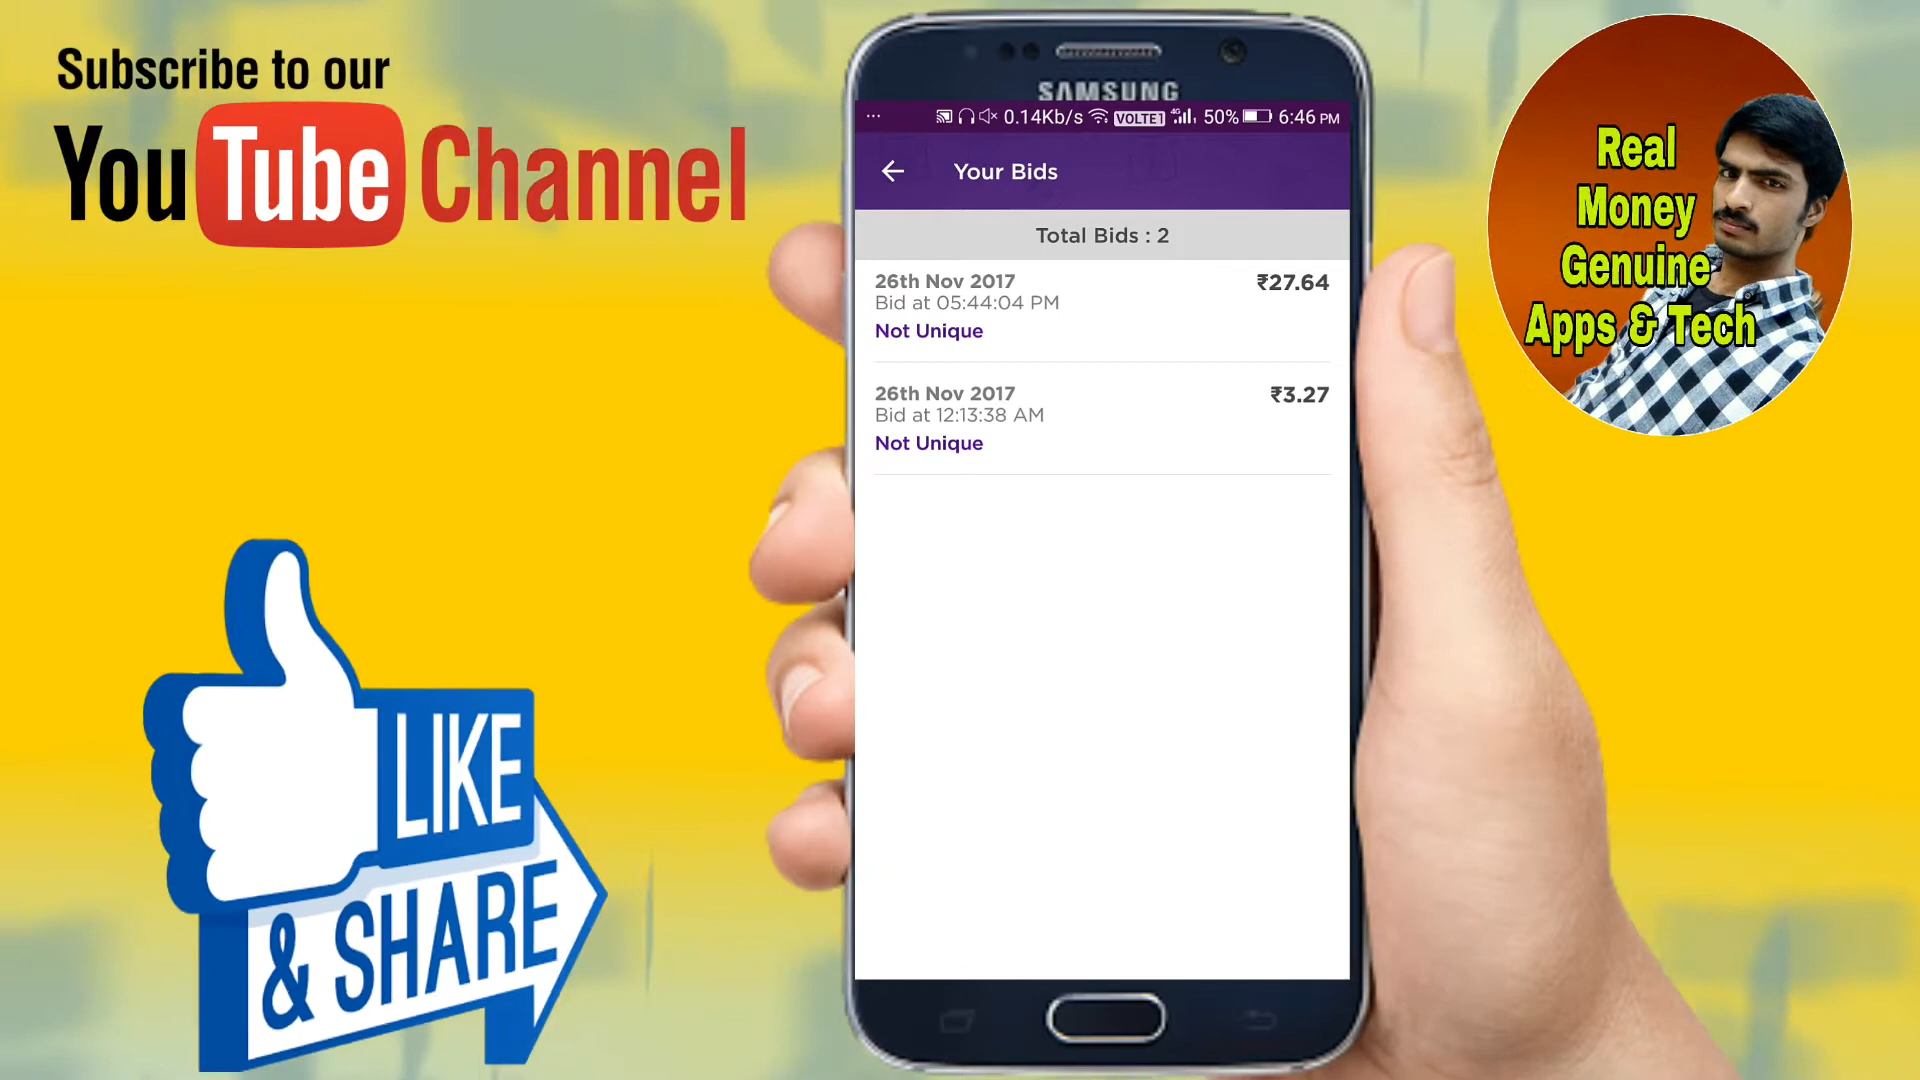 Subscribe to our
YouTube Channel
LIKE
& SHARE
SAMSUNG
... 0.14Kb/s VOLTE1 4G 50% 6:46 PM
Your Bids
Total Bids : 2
26th Nov 2017 ₹27.64
Bid at 05:44:04 PM
Not Unique
26th Nov 2017 ₹3.27
Bid at 12:13:38 AM
Not Unique
Real
Money
Genuine
Apps & Tech